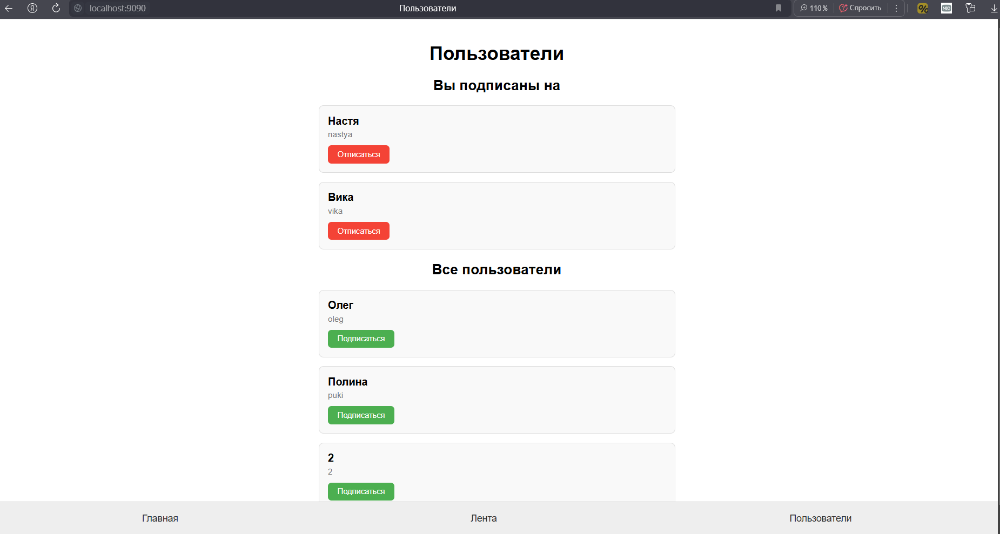 localhost:9090
Пользователи
110%
Спросить
%
NEO
Пользователи
Вы подписаны на
Настя
nastya
Отписаться
Вика
vika
Отписаться
Все пользователи
Олег
oleg
Подписаться
Полина
puki
Подписаться
2
2
Подписаться
Главная
Лента
Пользователи